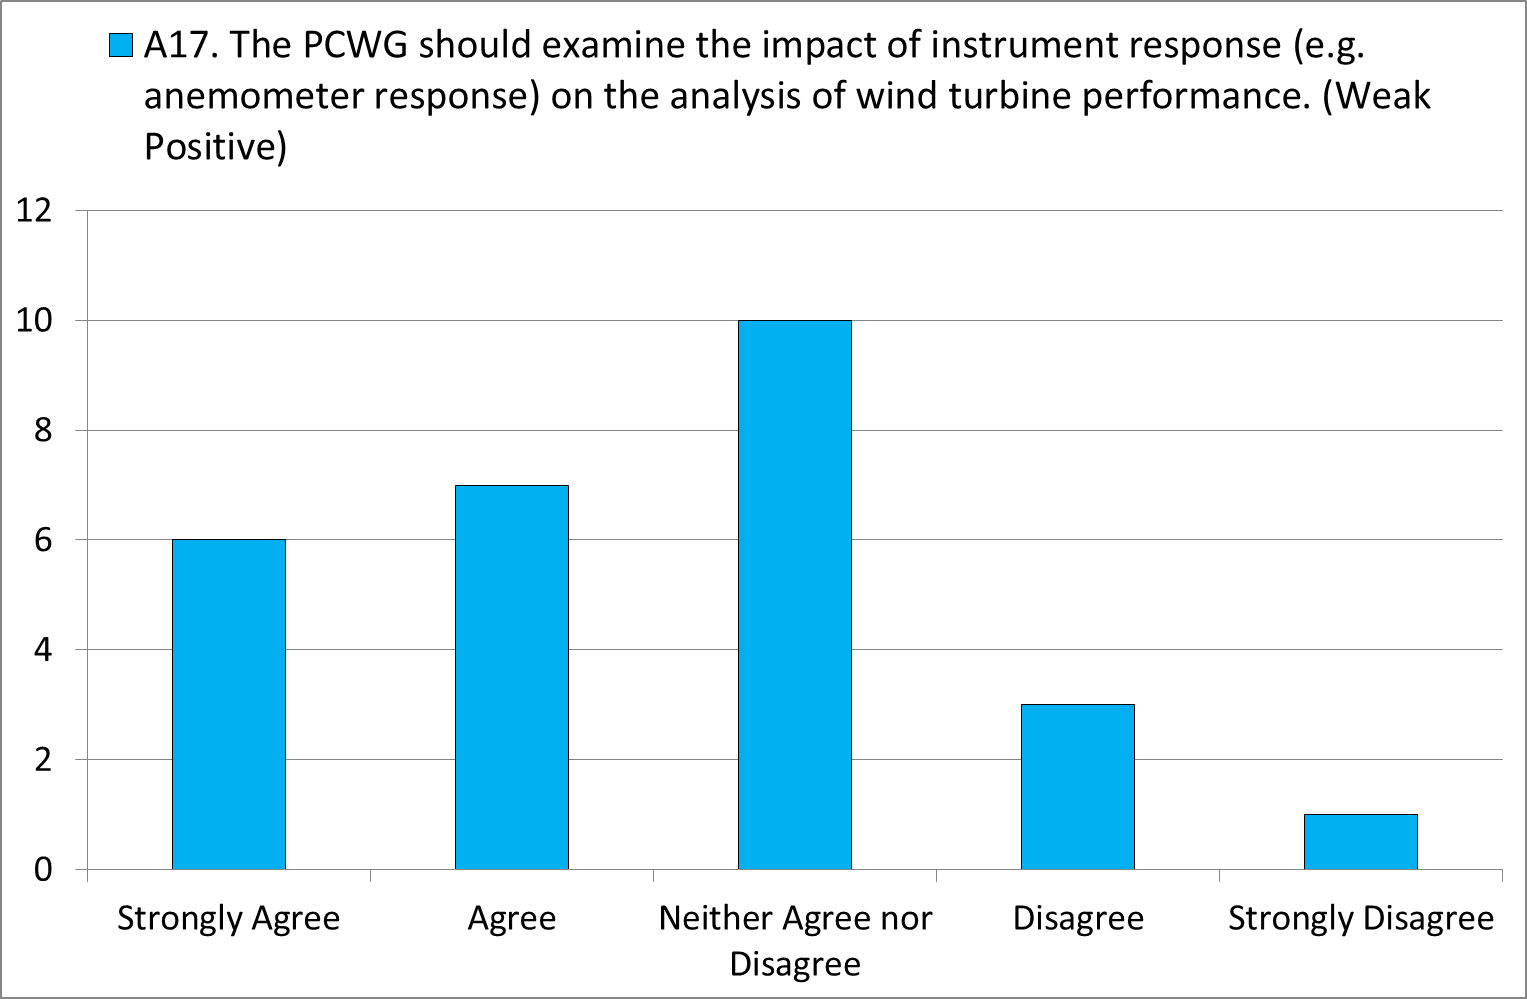 A17. The PCWG should examine the impact of instrument response (e.g.
anemometer response) on the analysis of wind turbine performance. (Weak
Positive)
12
10
8
6
4
2
0
Strongly Agree
Agree
Neither Agree nor
Disagree
Disagree
Strongly Disagree